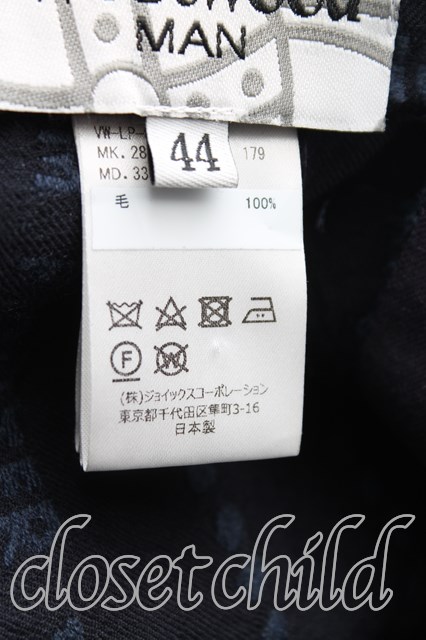 MAN
44
VW-LP-
MK. 28 179
MD. 33
毛 100%
F
W
(株)ジョイックスコーポレーション
東京都千代田区隼町3-16
日本製
closet child